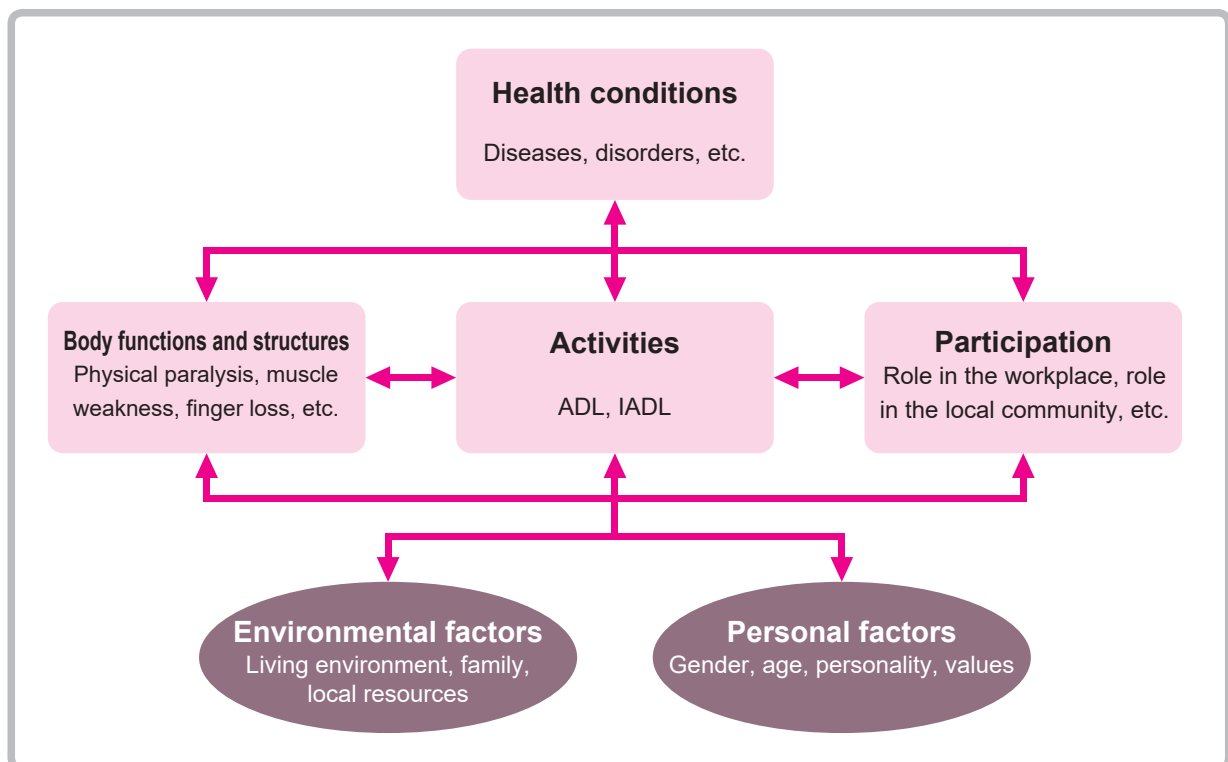 Health conditions
Diseases, disorders, etc.
Body functions and structures
Physical paralysis, muscle
weakness, finger loss, etc.
Activities
ADL, IADL
Participation
Role in the workplace, role
in the local community, etc.
Environmental factors
Living environment, family,
local resources
Personal factors
Gender, age, personality, values